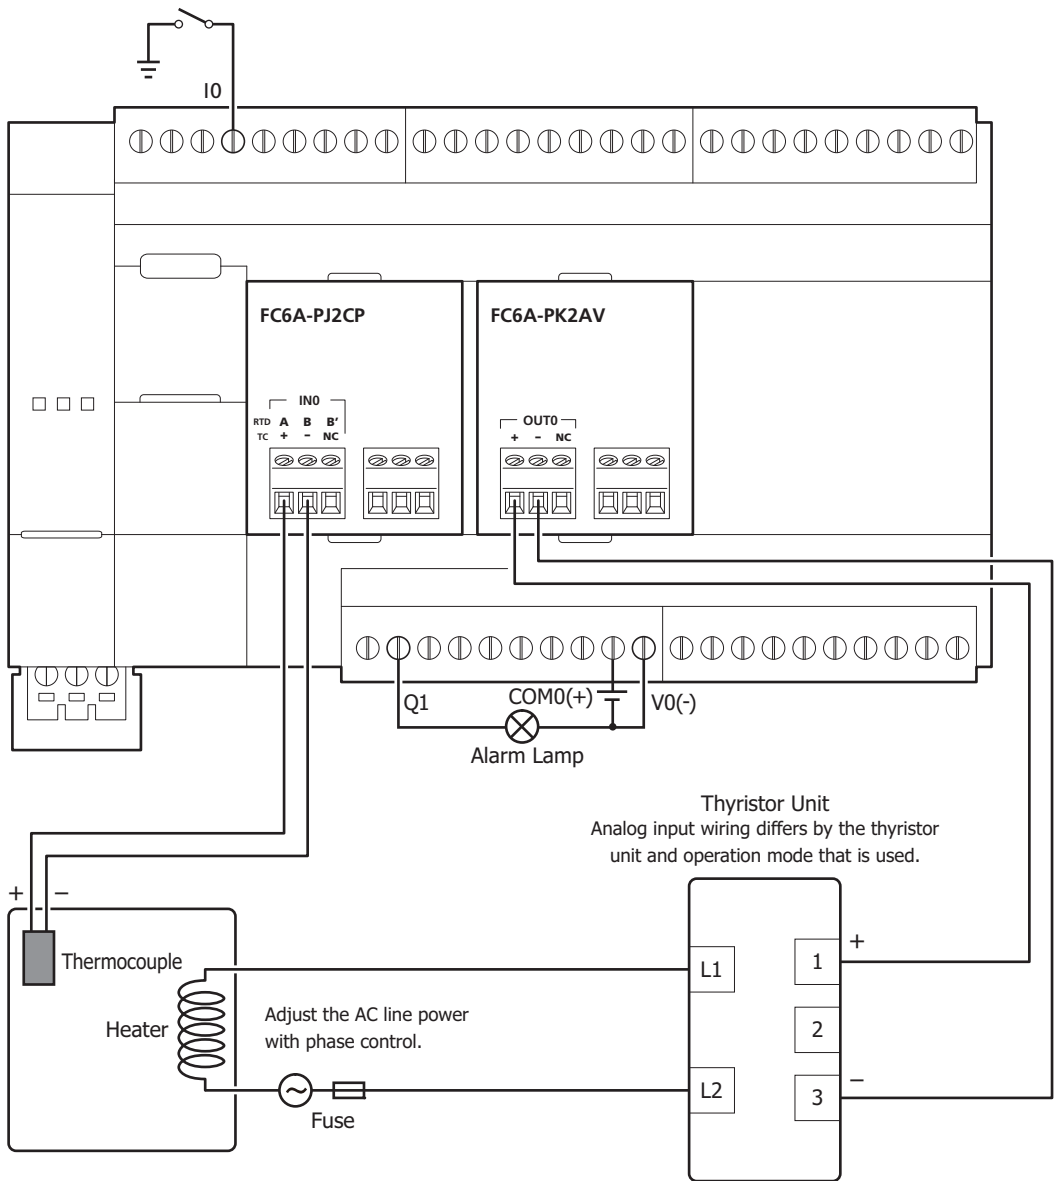 I0
FC6A-PJ2CP
FC6A-PK2AV
IN0
RTD A B B’
TC + − NC
OUT0
+ − NC
Q1
COM0(+)
V0(-)
Alarm Lamp
Thyristor Unit
Analog input wiring differs by the thyristor
unit and operation mode that is used.
+ −
Thermocouple
Heater
Adjust the AC line power
with phase control.
Fuse
L1
L2
1
+
2
3
−